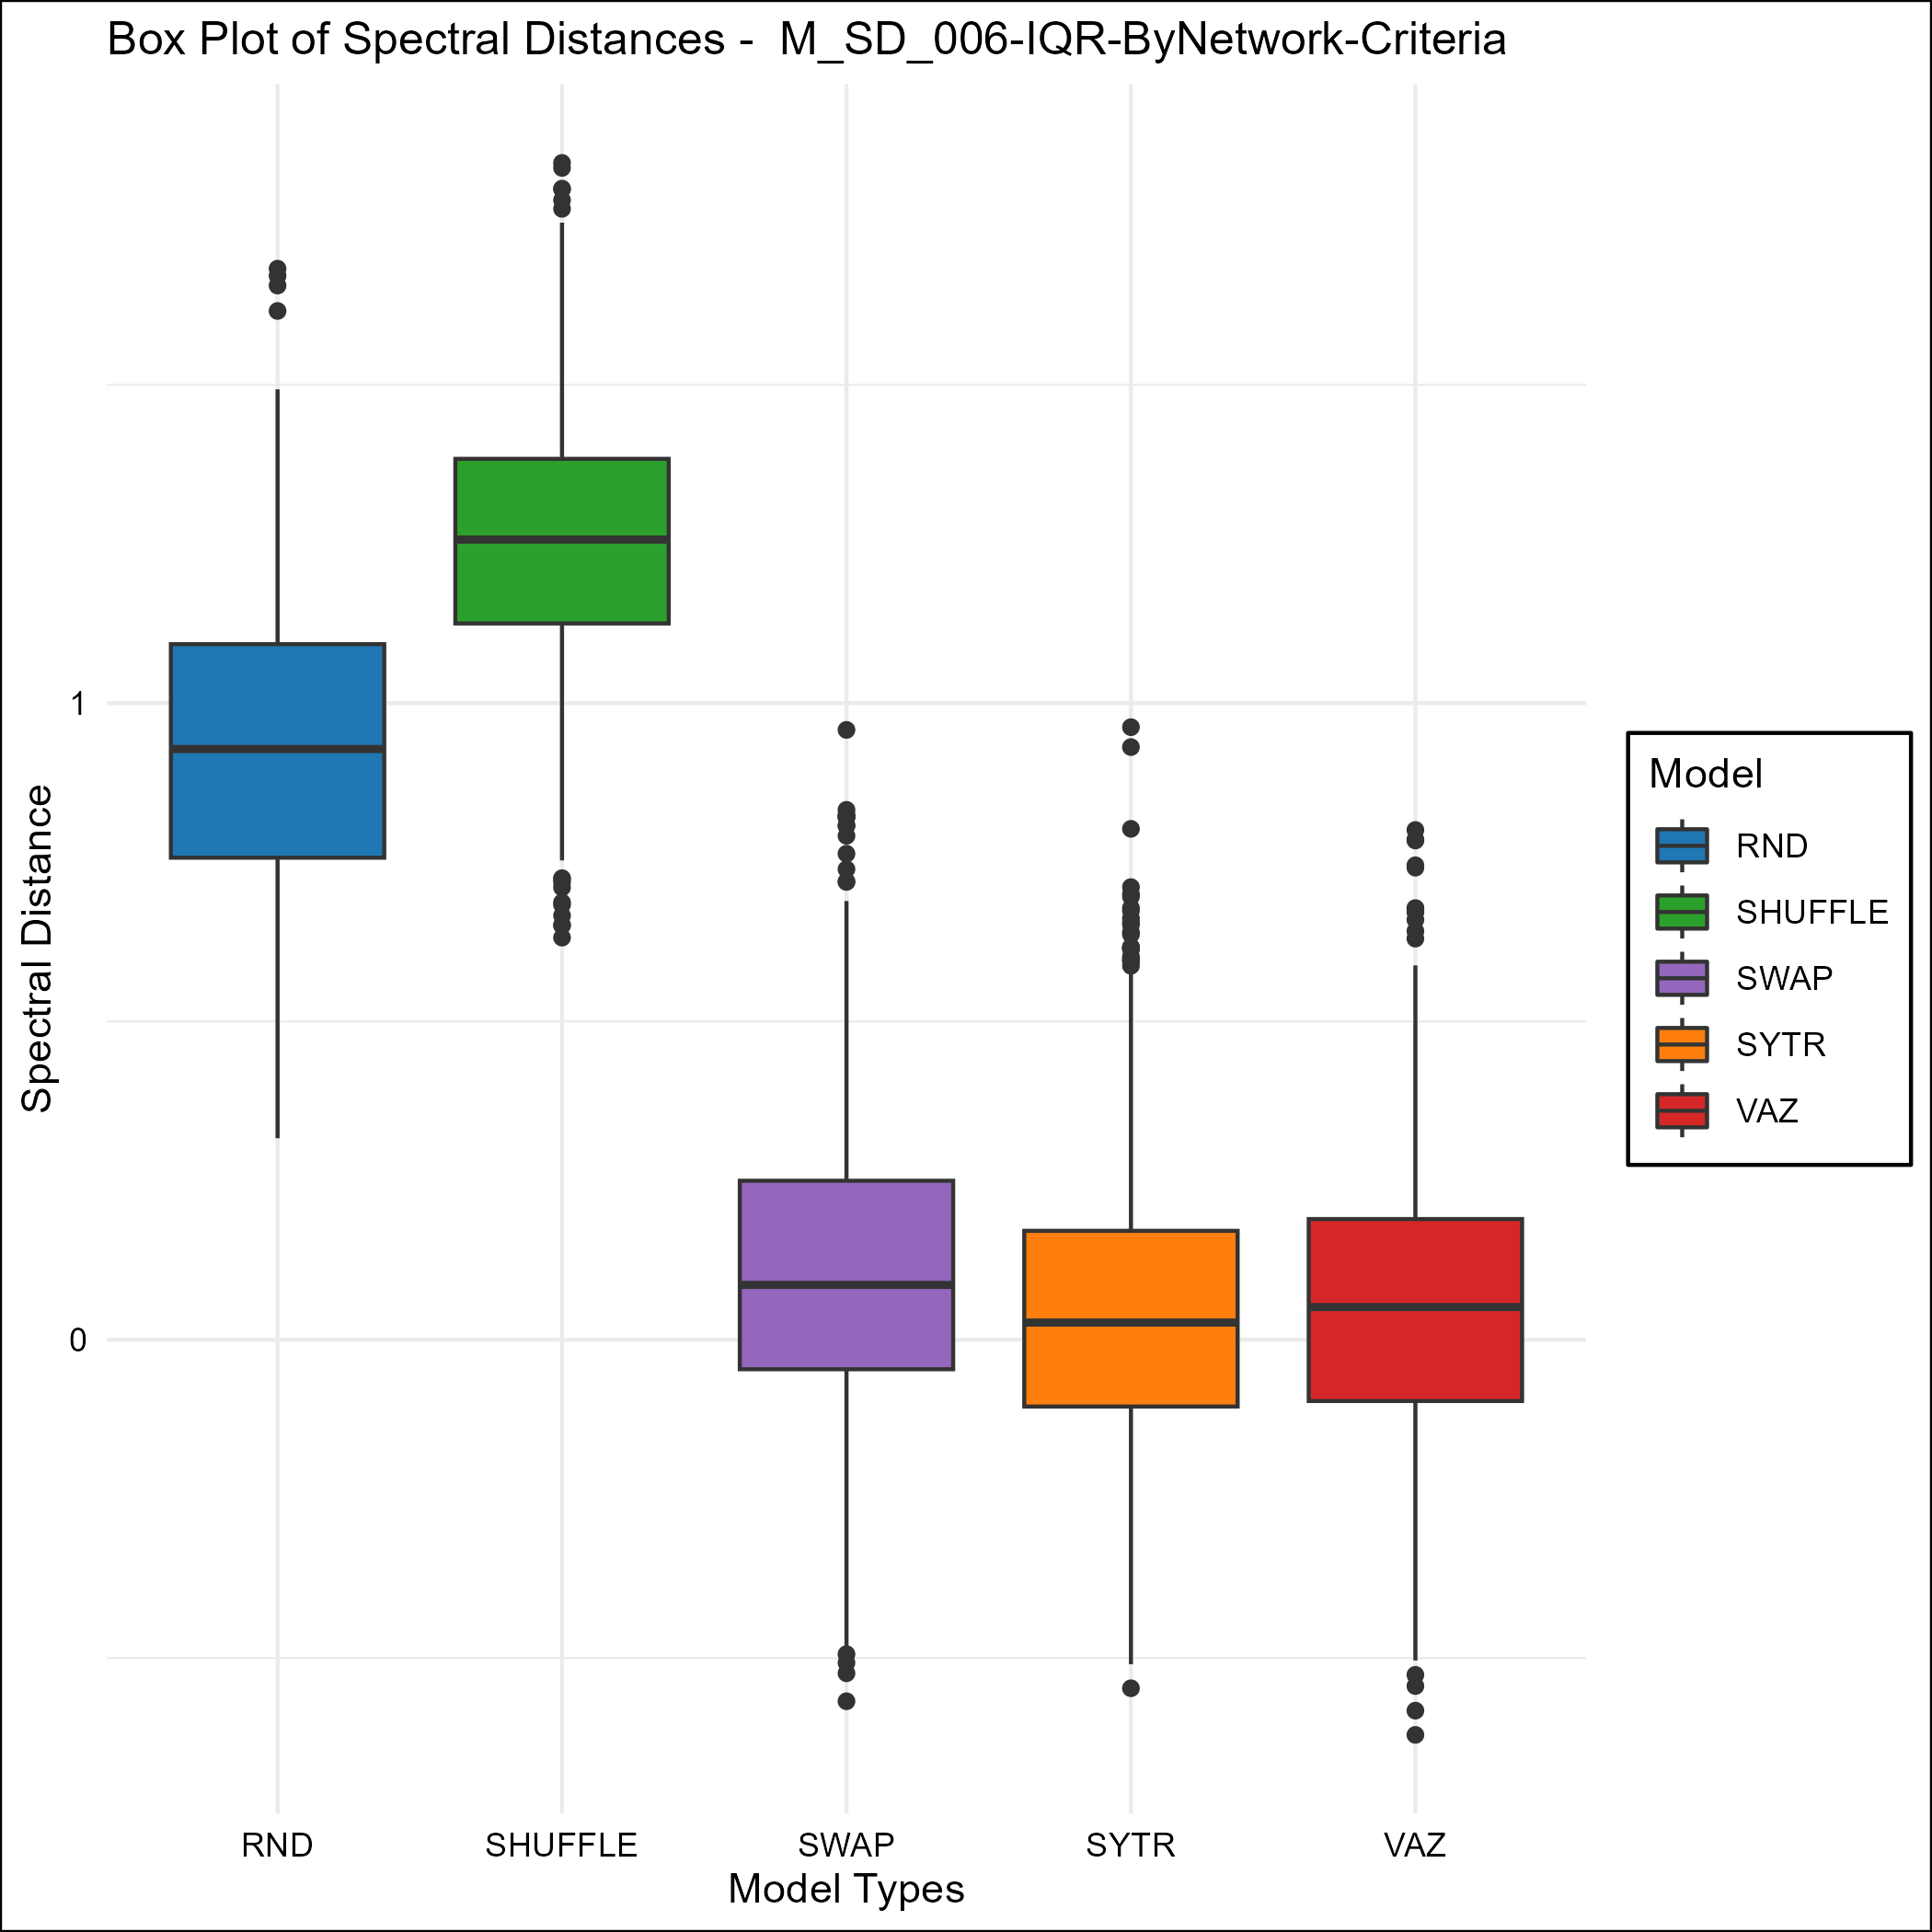 Box Plot of Spectral Distances -  M_SD_006-IQR-ByNetwork-Criteria
Spectral Distance
1
0
RND
SHUFFLE
SWAP
SYTR
VAZ
Model Types
Model
RND
SHUFFLE
SWAP
SYTR
VAZ